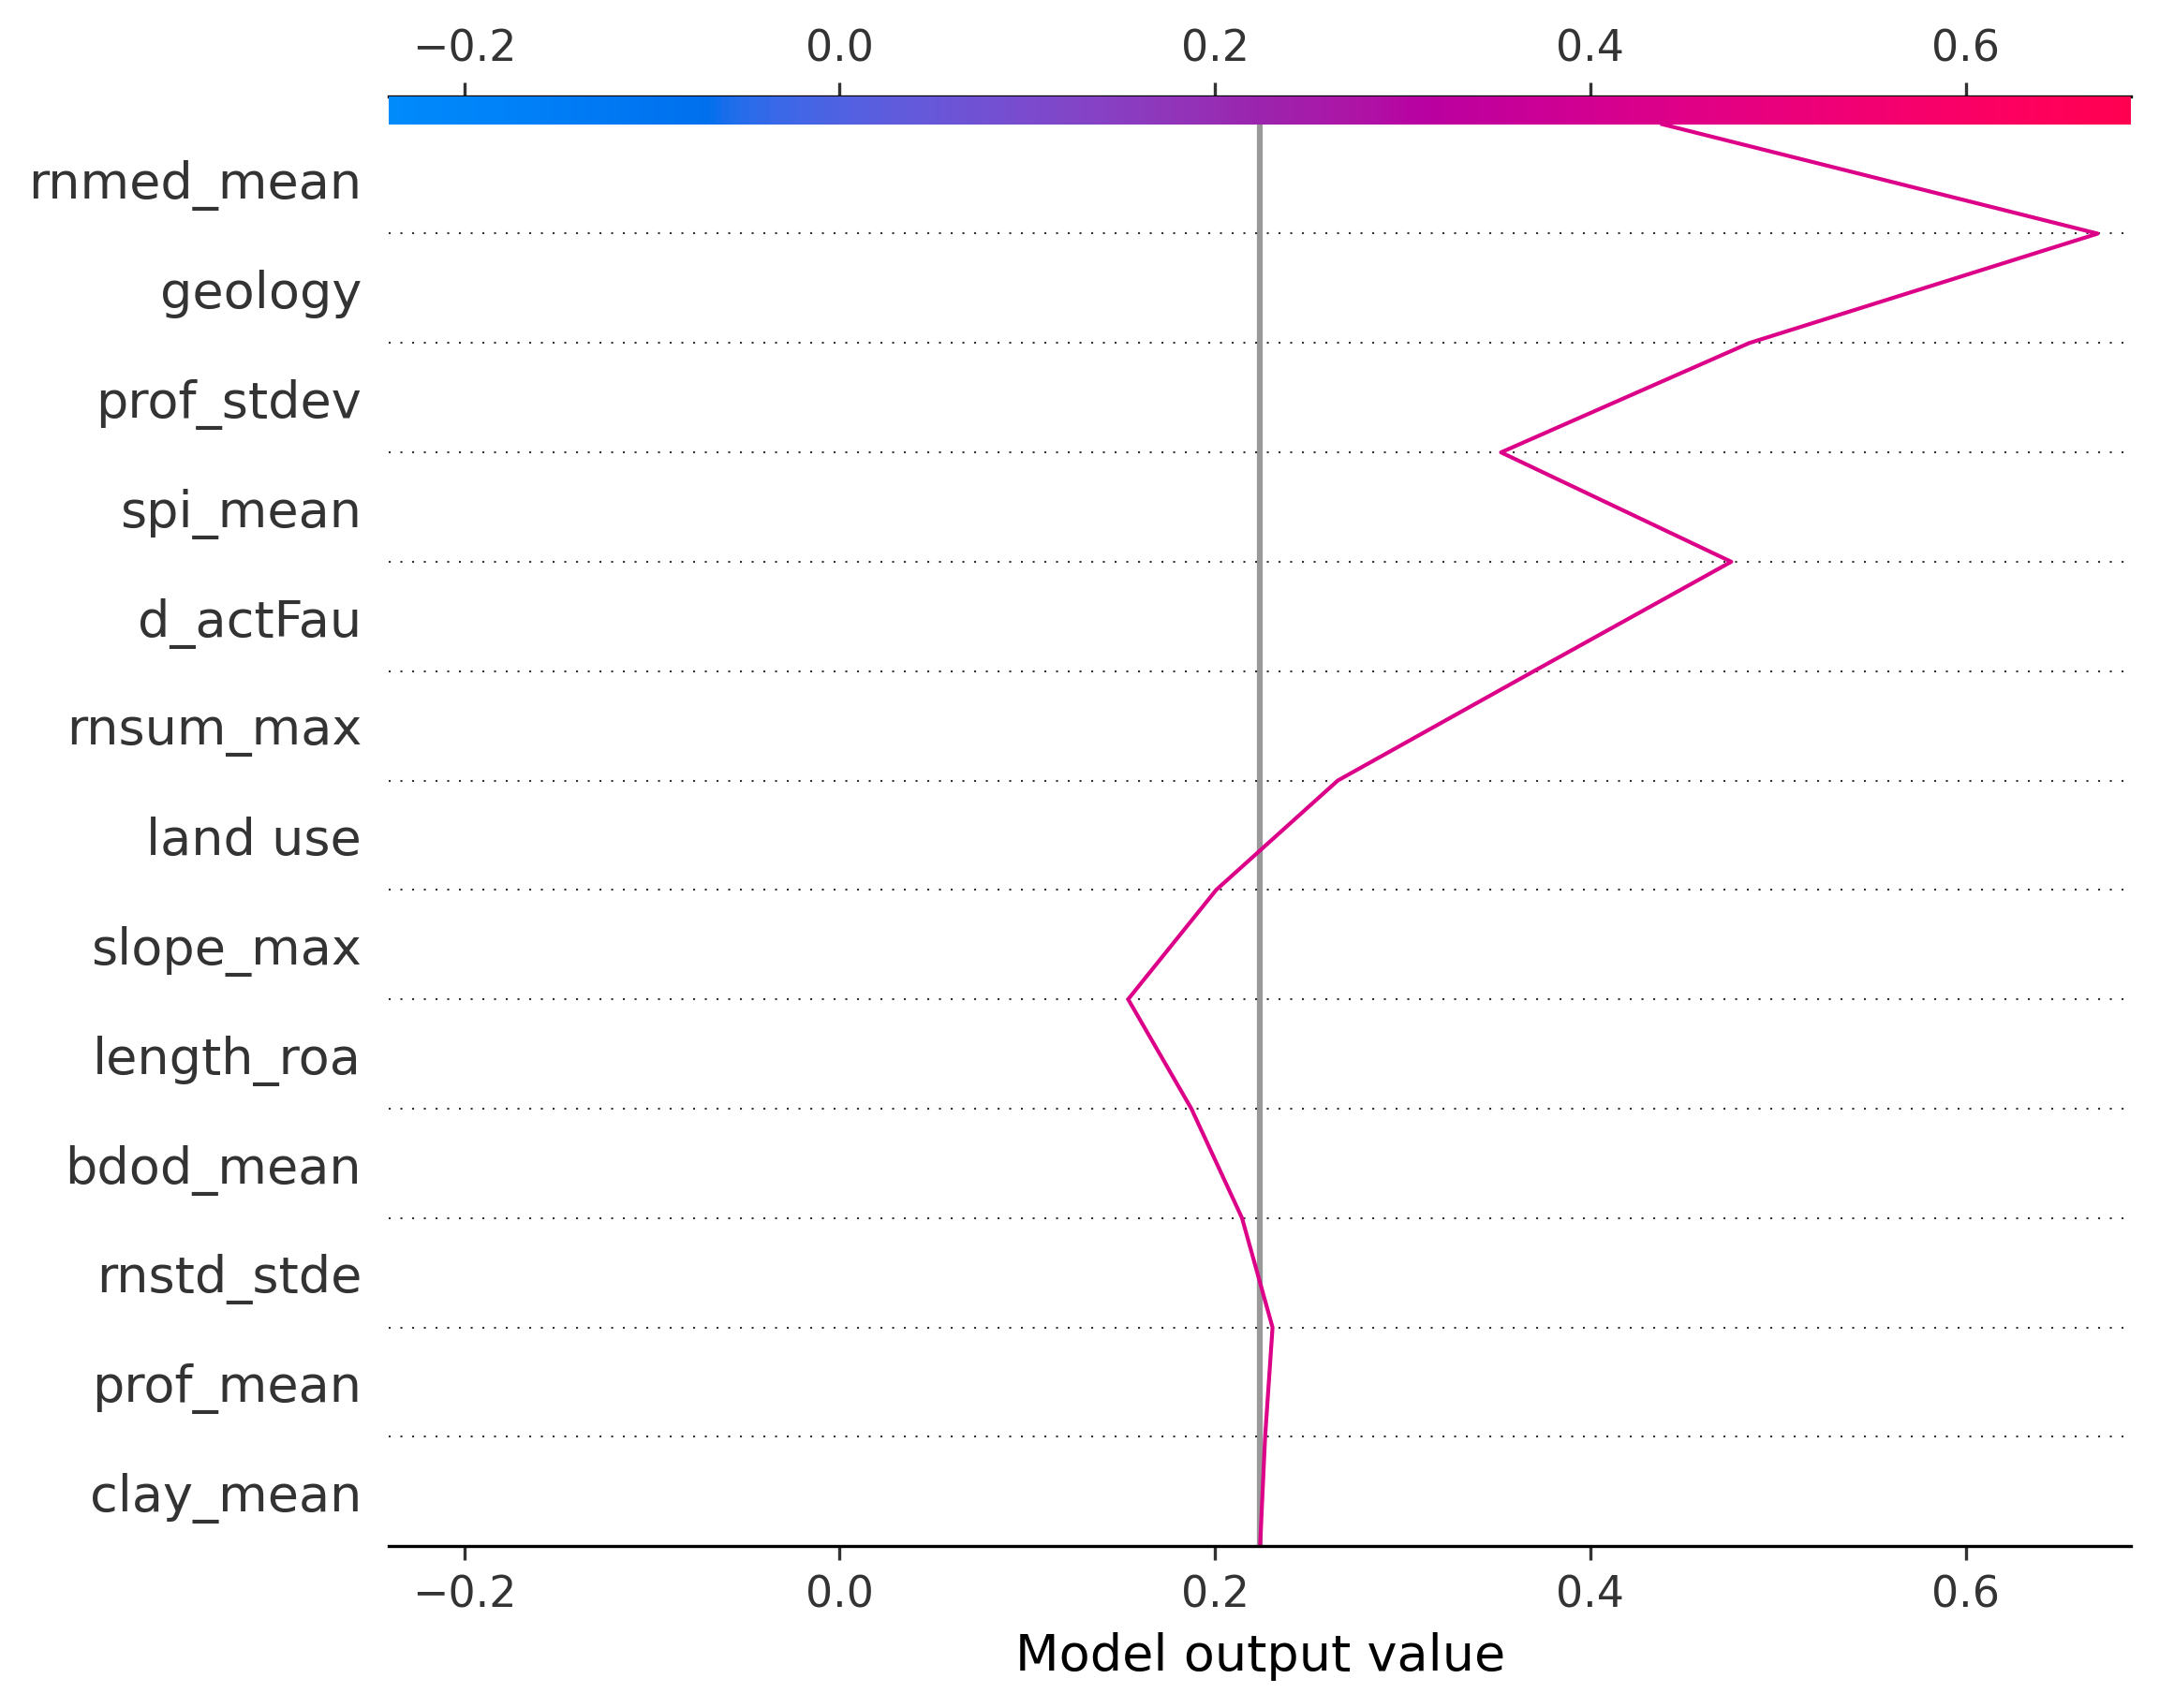 −0.2 0.0 0.2 0.4 0.6
rnmed_mean
geology
prof_stdev
spi_mean
d_actFau
rnsum_max
land use
slope_max
length_roa
bdod_mean
rnstd_stde
prof_mean
clay_mean
−0.2 0.0 0.2 0.4 0.6
Model output value